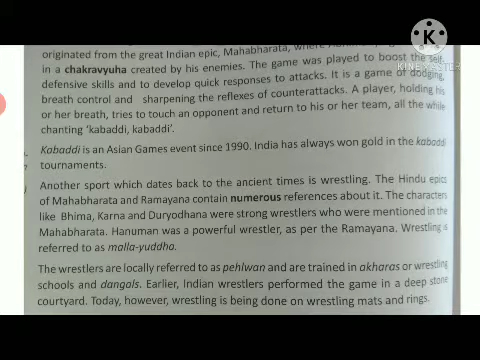 originated from the great Indian epic, Mahabharata, where
in a chakravyuha created by his enemies. The game was played to boost the self-
defensive skills and to develop quick responses to attacks. It is a game of dodging,
breath control and sharpening the reflexes of counterattacks. A player, holding his
or her breath, tries to touch an opponent and return to his or her team, all the while
chanting ‘kabaddi, kabaddi’.
Kabaddi is an Asian Games event since 1990. India has always won gold in the kabaddi
tournaments.
Another sport which dates back to the ancient times is wrestling. The Hindu epics
of Mahabharata and Ramayana contain numerous references about it. The characters
like Bhima, Karna and Duryodhana were strong wrestlers who were mentioned in the
Mahabharata. Hanuman was a powerful wrestler, as per the Ramayana. Wrestling is
referred to as malla-yuddha.
The wrestlers are locally referred to as pehlwan and are trained in akharas or wrestling
schools and dangals. Earlier, Indian wrestlers performed the game in a deep stone
courtyard. Today, however, wrestling is being done on wrestling mats and rings.
K
KINEMASTER